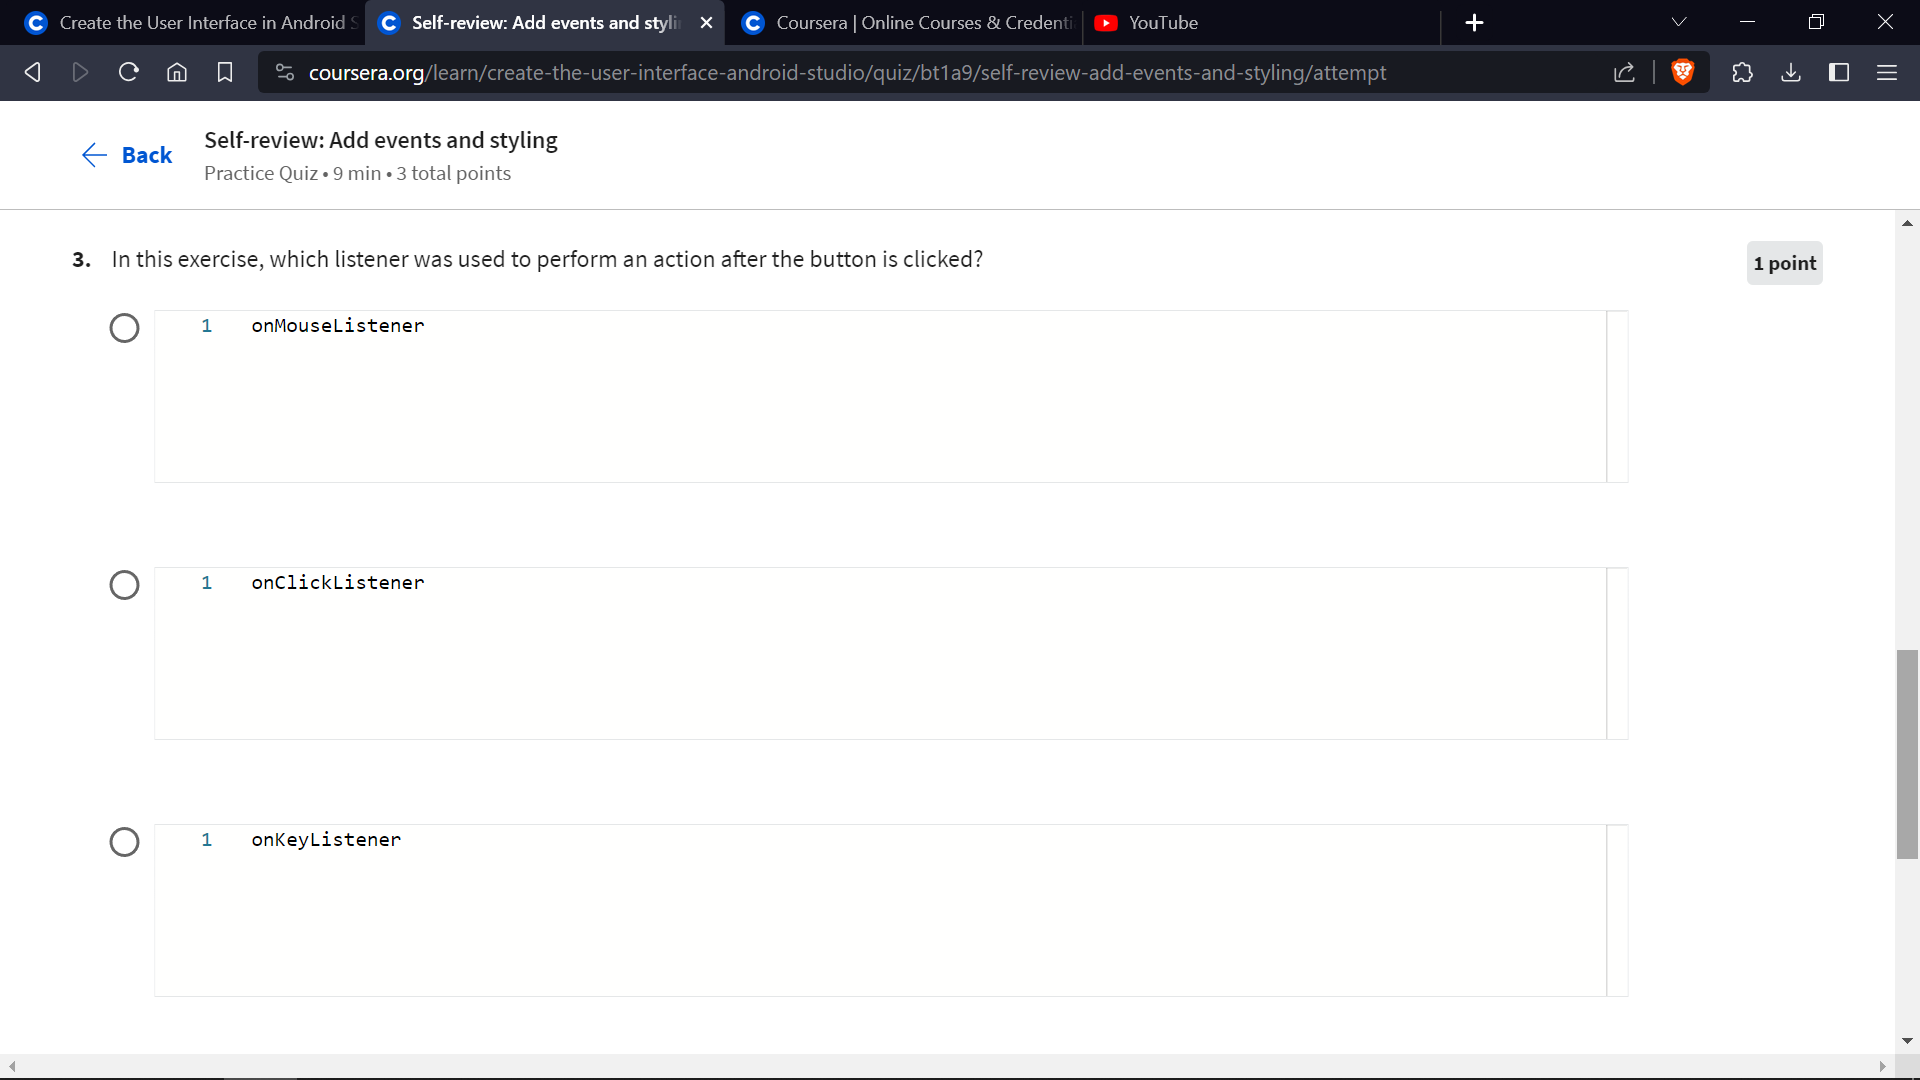 Create the User Interface in Android S
Self-review: Add events and styli
Coursera | Online Courses & Credenti
YouTube
coursera.org/learn/create-the-user-interface-android-studio/quiz/bt1a9/self-review-add-events-and-styling/attempt
Back
Self-review: Add events and styling
Practice Quiz • 9 min • 3 total points
3. In this exercise, which listener was used to perform an action after the button is clicked?
1 point
1 onMouseListener
1 onClickListener
1 onKeyListener